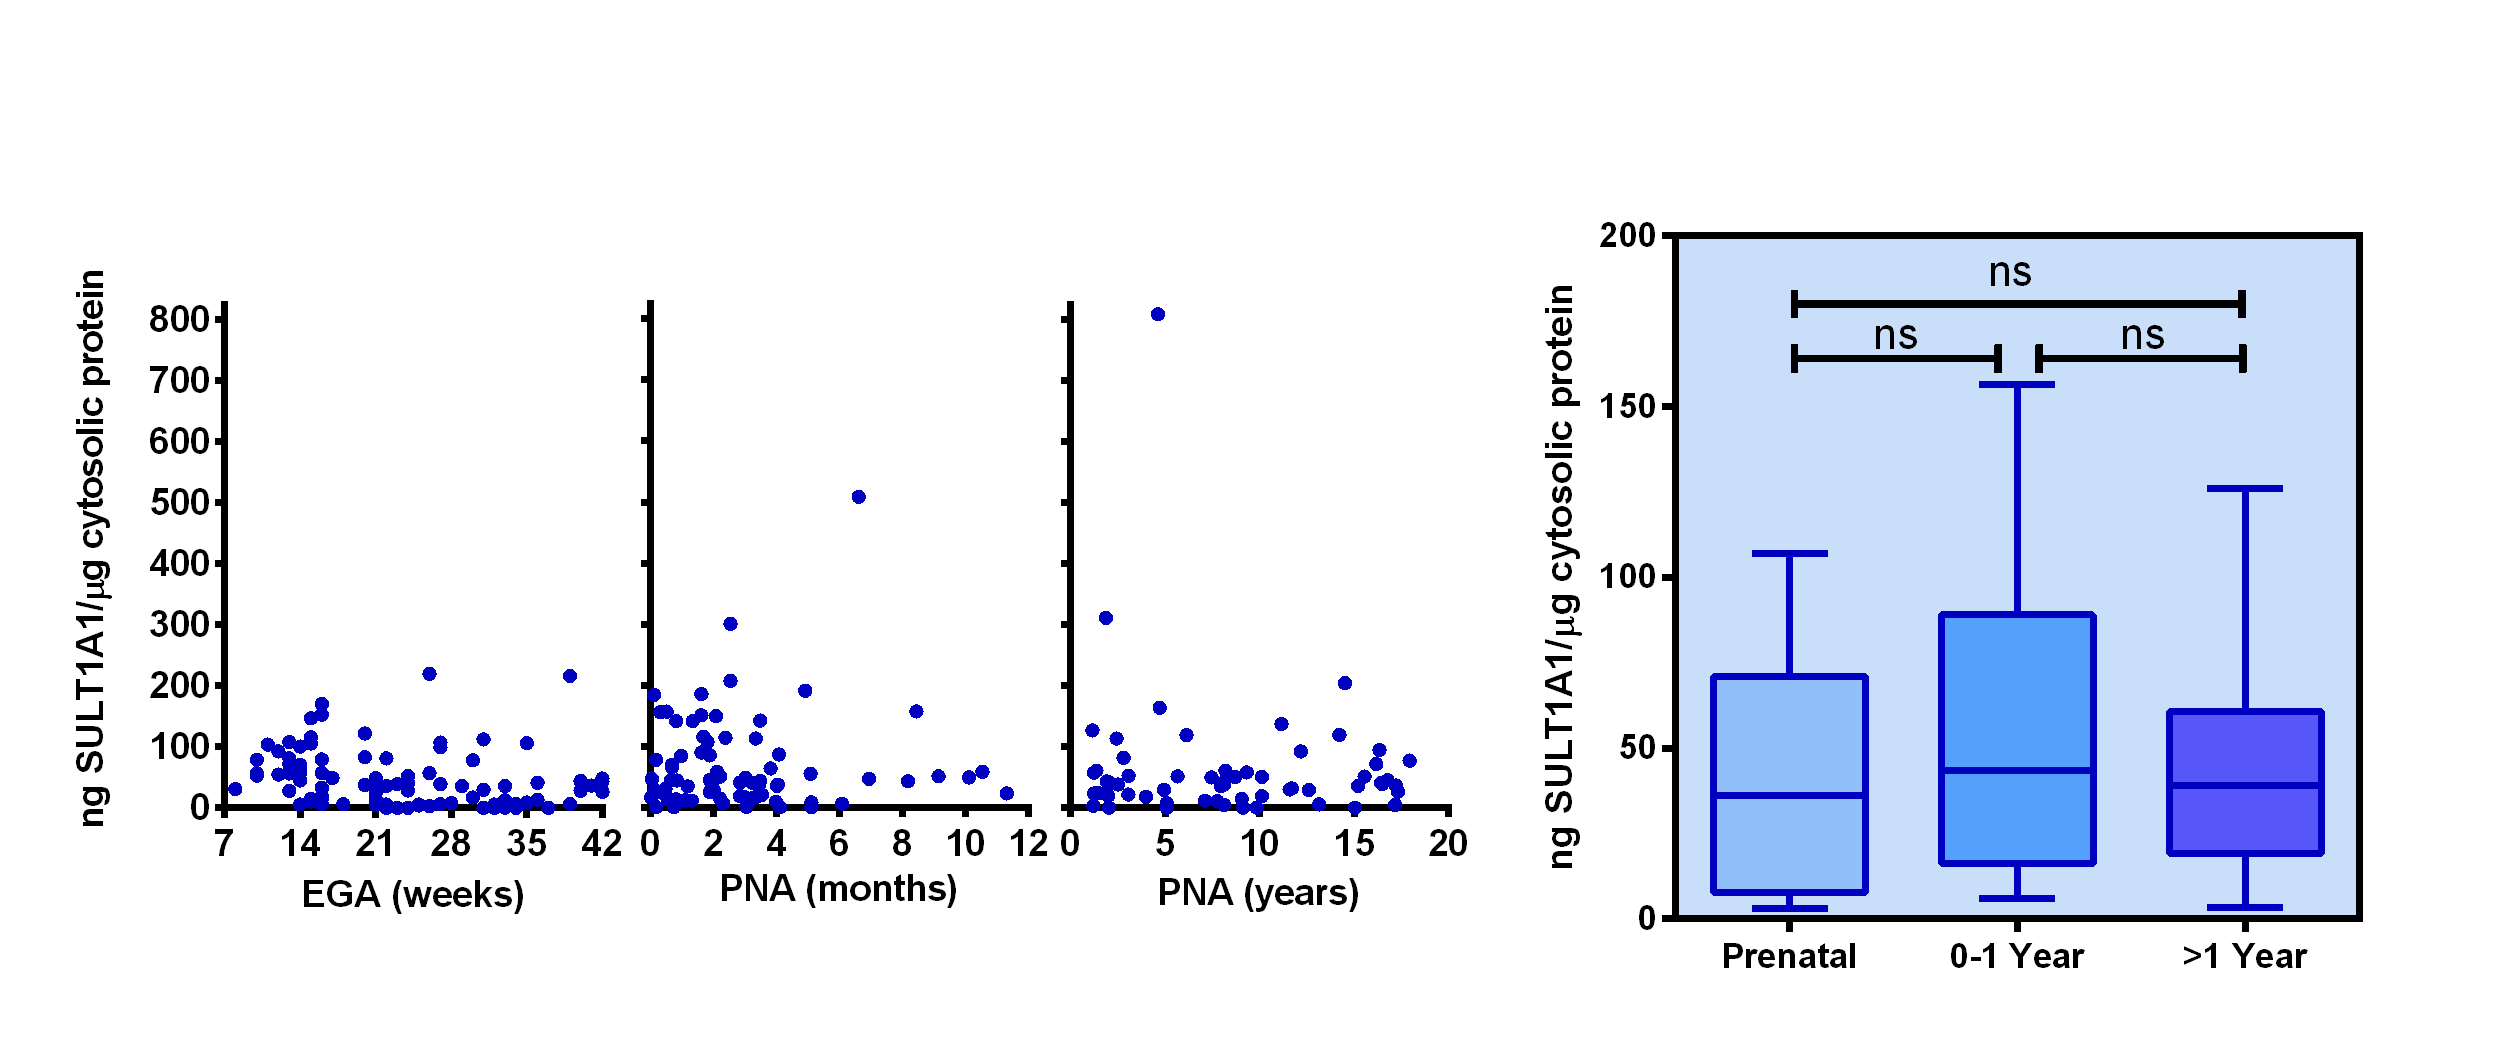 ng SULT1A1/µg cytosolic protein
800
700
600
500
400
300
200
100
0
7 14 21 28 35 42
EGA (weeks)
0 2 4 6 8 10 12
PNA (months)
0 5 10 15 20
PNA (years)
ng SULT1A1/µg cytosolic protein
200
150
100
50
0
ns
ns ns
Prenatal 0-1 Year >1 Year